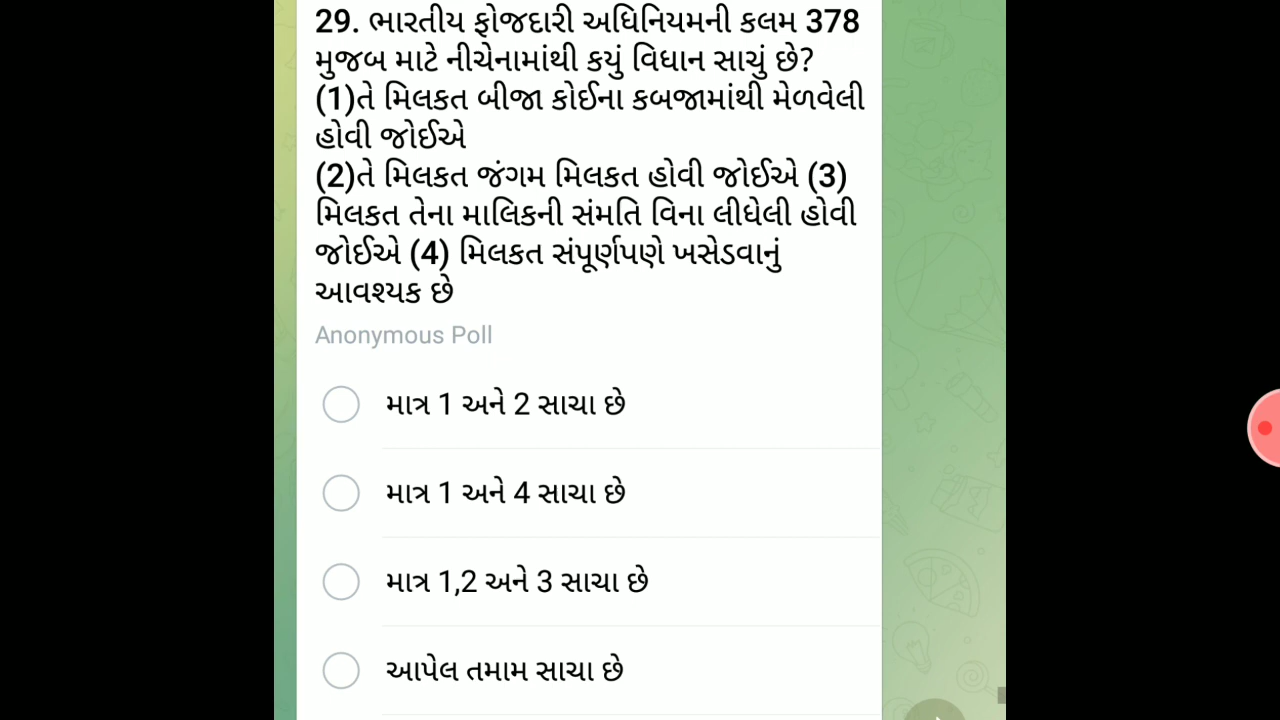 29. ભારતીય ફોજદારી અધિનિયમની કલમ 378
મુજબ માટે નીચેનામાંથી કયું વિધાન સાચું છે?
(1)તે મિલકત બીજા કોઈના કબજામાંથી મેળવેલી
હોવી જોઈએ
(2)તે મિલકત જંગમ મિલકત હોવી જોઈએ (3)
મિલકત તેના માલિકની સંમતિ વિના લીધેલી હોવી
જોઈએ (4) મિલકત સંપૂર્ણપણે ખસેડવાનું
આવશ્યક છે
Anonymous Poll
માત્ર 1 અને 2 સાચા છે
માત્ર 1 અને 4 સાચા છે
માત્ર 1,2 અને 3 સાચા છે
આપેલ તમામ સાચા છે